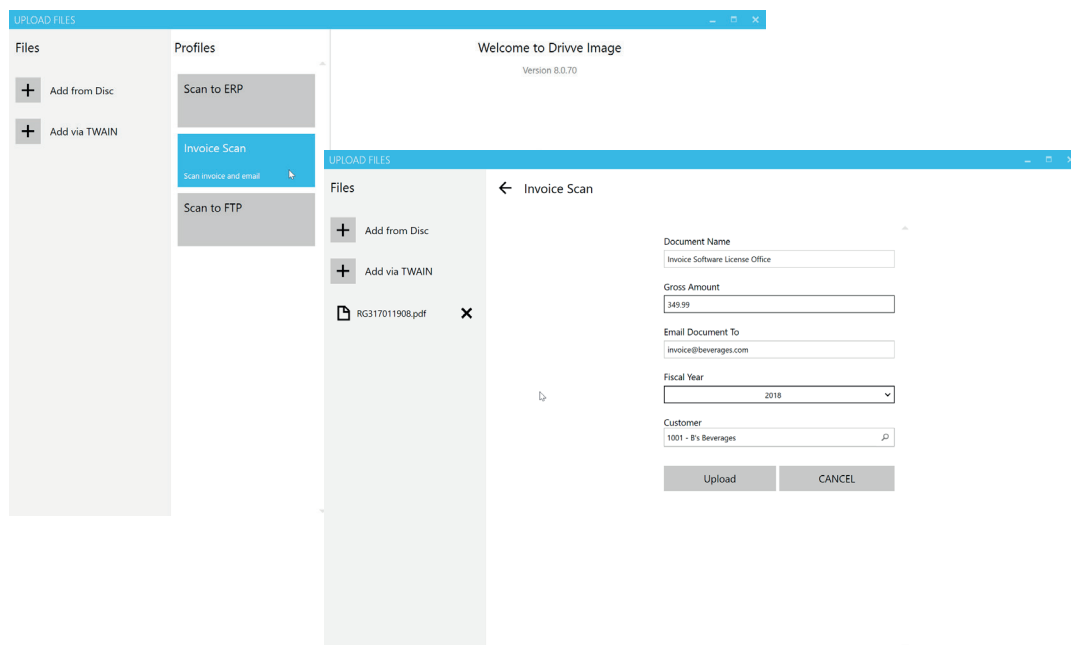 UPLOAD FILES
Files
Add from Disc
Add via TWAIN
Profiles
Scan to ERP
Invoice Scan
Scan invoice and email
Scan to FTP
Welcome to Drivve Image
Version 8.0.70
UPLOAD FILES
Files
Add from Disc
Add via TWAIN
RG317011908.pdf
Invoice Scan
Document Name
Invoice Software License Office
Gross Amount
349.99
Email Document To
invoice@beverages.com
Fiscal Year
2018
Customer
1001 - B's Beverages
Upload
CANCEL